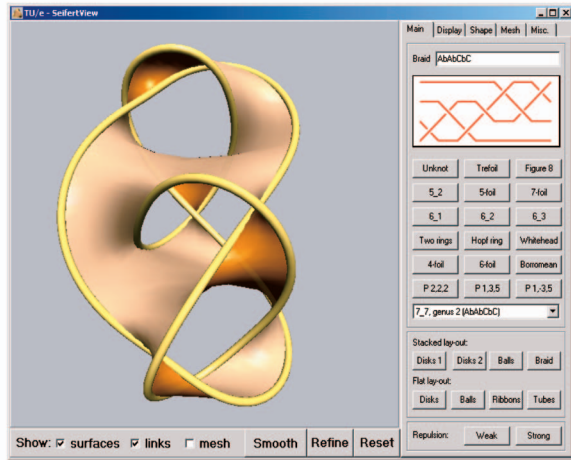 TU/e - SeifertView
Main Display Shape Mesh Misc.
Braid AbAbCbC
Unknot Trefoil Figure 8
5_2 5-foil 7-foil
6_1 6_2 6_3
Two rings Hopf ring Whitehead
4-foil 6-foil Borromean
P 2,2,2 P 1,3,5 P 1,-3,5
7_7, genus 2 (AbAbCbC)
Stacked lay-out:
Disks 1 Disks 2 Balls Braid
Flat lay-out:
Disks Balls Ribbons Tubes
Repulsion: Weak Strong
Show: surfaces links mesh Smooth Refine Reset